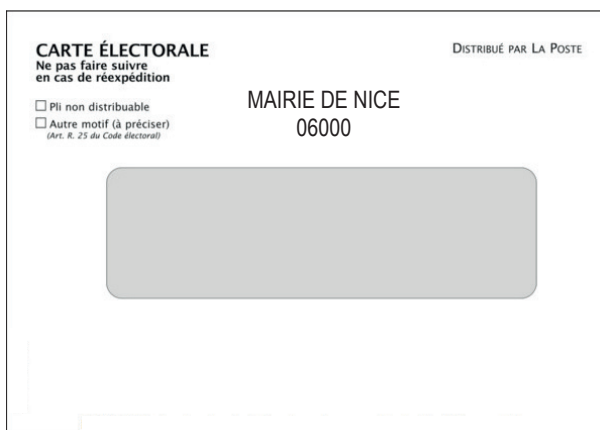 CARTE ÉLECTORALE
Ne pas faire suivre
en cas de réexpédition
DISTRIBUÉ PAR LA POSTE
Pli non distribuable
Autre motif (à préciser)
(Art. R. 25 du Code électoral)
MAIRIE DE NICE
06000